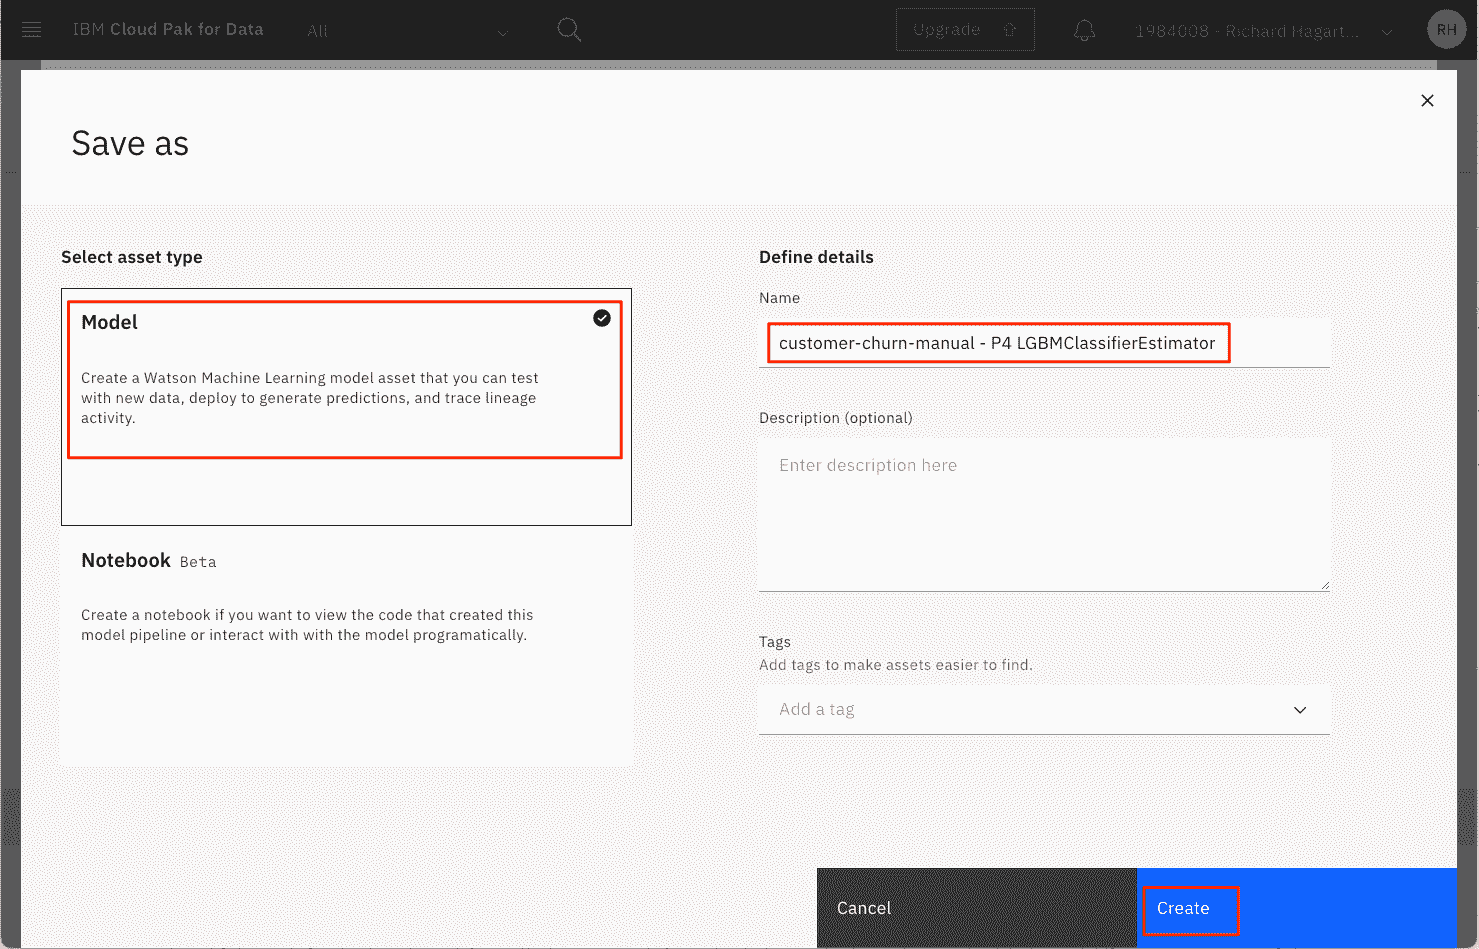 IBM Cloud Pak for Data
All
Upgrade
1984008 - Richard Hagart...
RH
Save as
Select asset type
Model
Create a Watson Machine Learning model asset that you can test
with new data, deploy to generate predictions, and trace lineage
activity.
Notebook Beta
Create a notebook if you want to view the code that created this
model pipeline or interact with with the model programatically.
Define details
Name
customer-churn-manual - P4 LGBMClassifierEstimator
Description (optional)
Enter description here
Tags
Add tags to make assets easier to find.
Add a tag
Cancel
Create